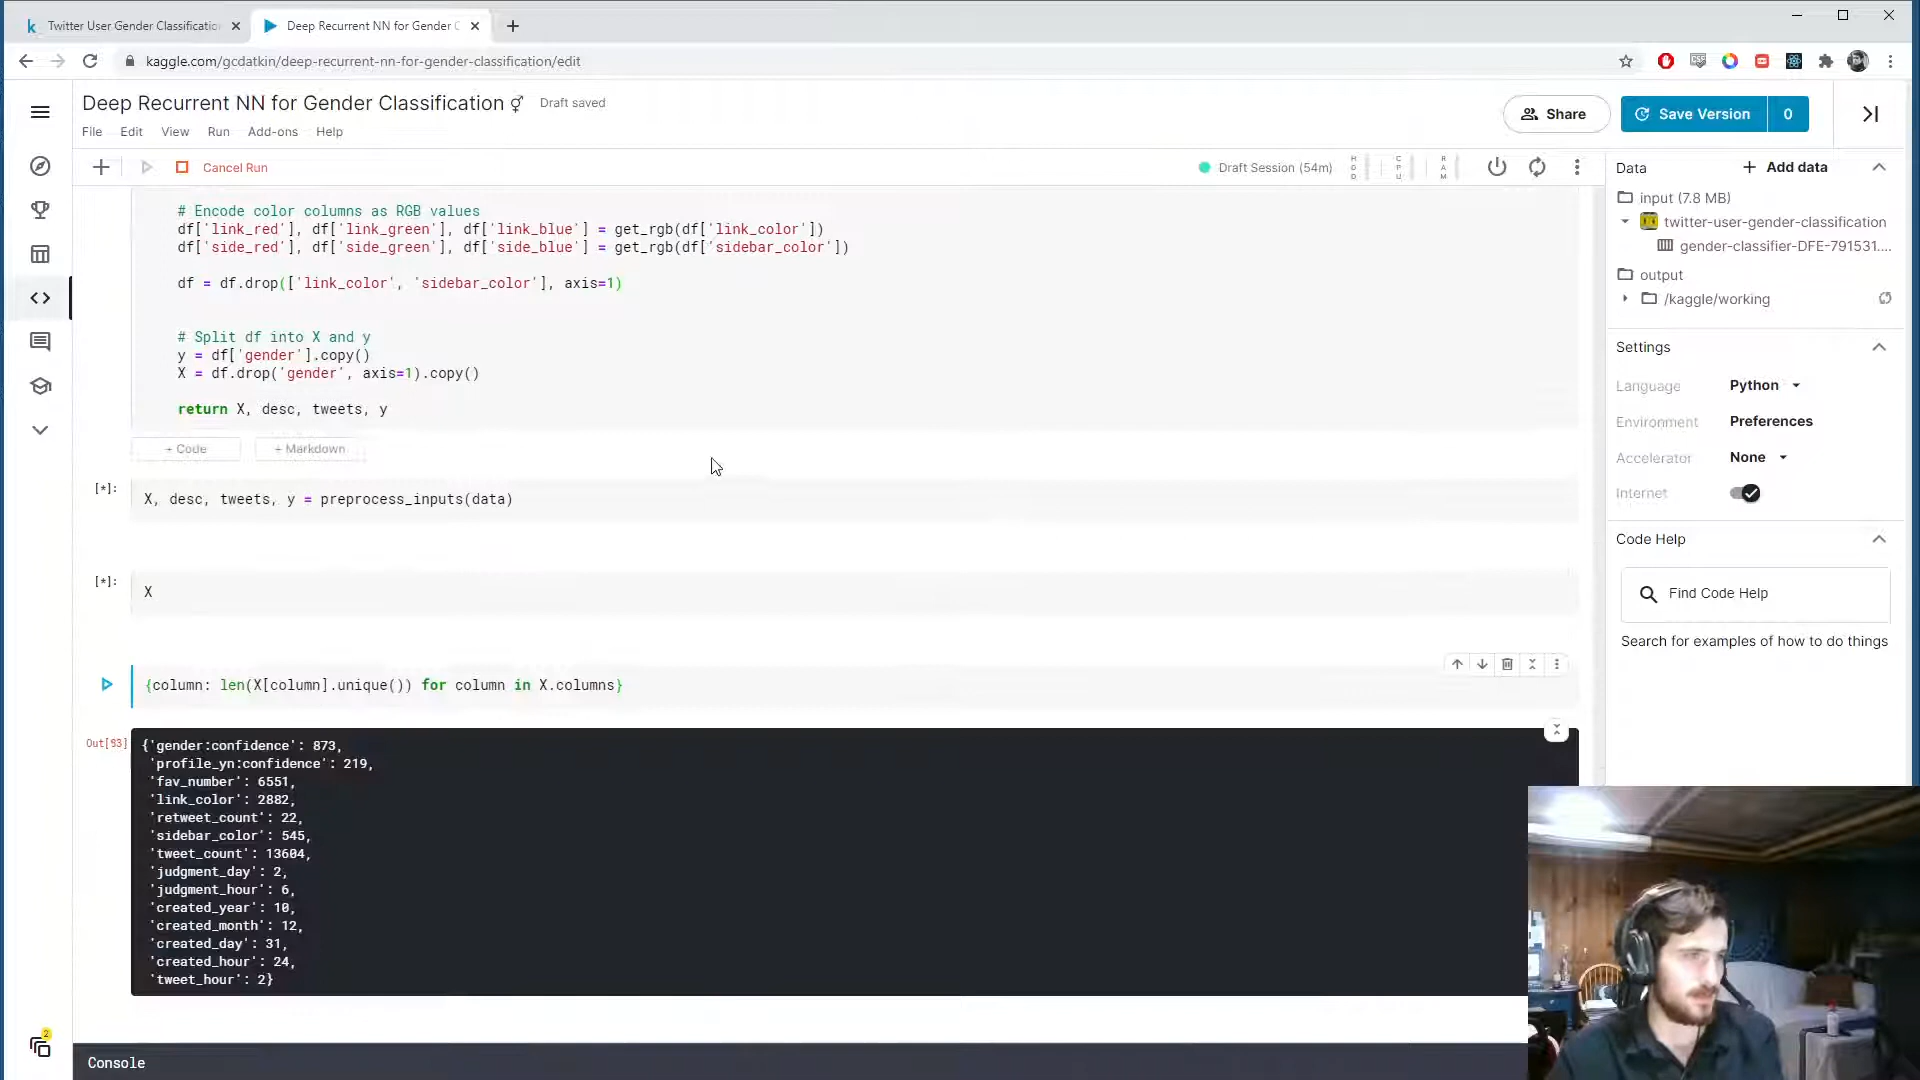 Twitter User Gender Classification
Deep Recurrent NN for Gender C
kaggle.com/gcdatkin/deep-recurrent-nn-for-gender-classification/edit
Deep Recurrent NN for Gender Classification ⚥
Draft saved
File Edit View Run Add-ons Help
Share
Save Version 0
Cancel Run
Draft Session (54m)
HDD
CPU
RAM
# Encode color columns as RGB values
df['link_red'], df['link_green'], df['link_blue'] = get_rgb(df['link_color'])
df['side_red'], df['side_green'], df['side_blue'] = get_rgb(df['sidebar_color'])
df = df.drop(['link_color', 'sidebar_color'], axis=1)
# Split df into X and y
y = df['gender'].copy()
X = df.drop('gender', axis=1).copy()
return X, desc, tweets, y
+ Code
+ Markdown
[*]:
X, desc, tweets, y = preprocess_inputs(data)
[*]:
X
{column: len(X[column].unique()) for column in X.columns}
Out[93]
{'gender:confidence': 873,
'profile_yn:confidence': 219,
'fav_number': 6551,
'link_color': 2882,
'retweet_count': 22,
'sidebar_color': 545,
'tweet_count': 13604,
'judgment_day': 2,
'judgment_hour': 6,
'created_year': 10,
'created_month': 12,
'created_day': 31,
'created_hour': 24,
'tweet_hour': 2}
Console
2
Data
+ Add data
input (7.8 MB)
twitter-user-gender-classification
gender-classifier-DFE-791531....
output
/kaggle/working
Settings
Language Python
Environment Preferences
Accelerator None
Internet
Code Help
Find Code Help
Search for examples of how to do things